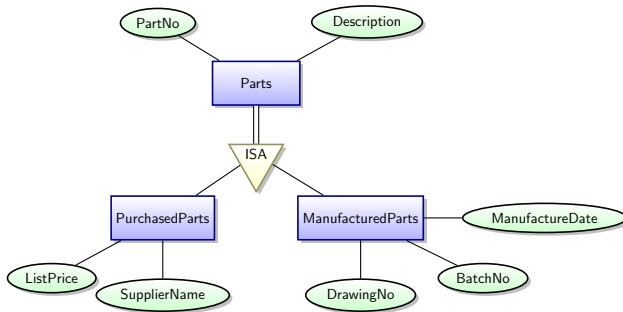 PartNo
Description
Parts
ISA
PurchasedParts
ManufacturedParts
ManufactureDate
ListPrice
SupplierName
DrawingNo
BatchNo